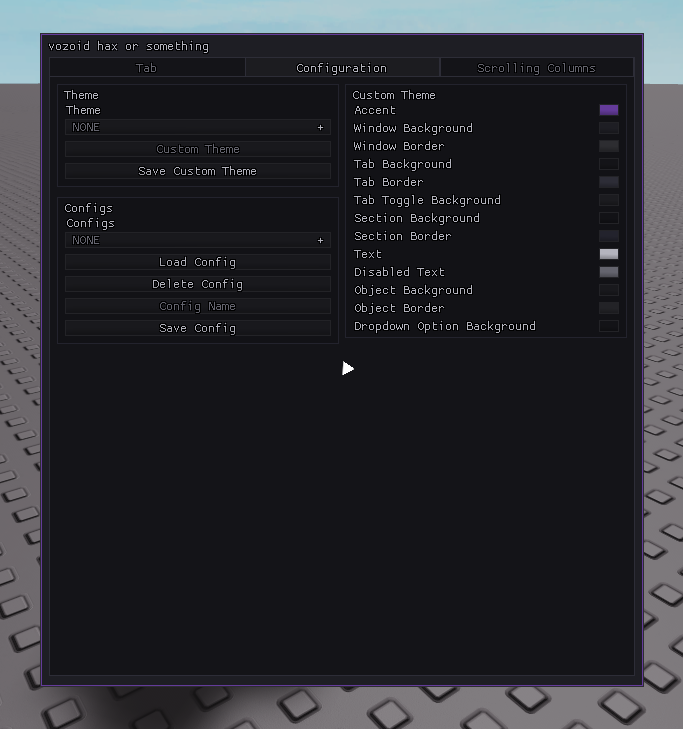 vozoid hax or something
Tab
Configuration
Scrolling Columns
Theme
Theme
NONE +
Custom Theme
Save Custom Theme
Configs
Configs
NONE +
Load Config
Delete Config
Config Name
Save Config
Custom Theme
Accent
Window Background
Window Border
Tab Background
Tab Border
Tab Toggle Background
Section Background
Section Border
Text
Disabled Text
Object Background
Object Border
Dropdown Option Background